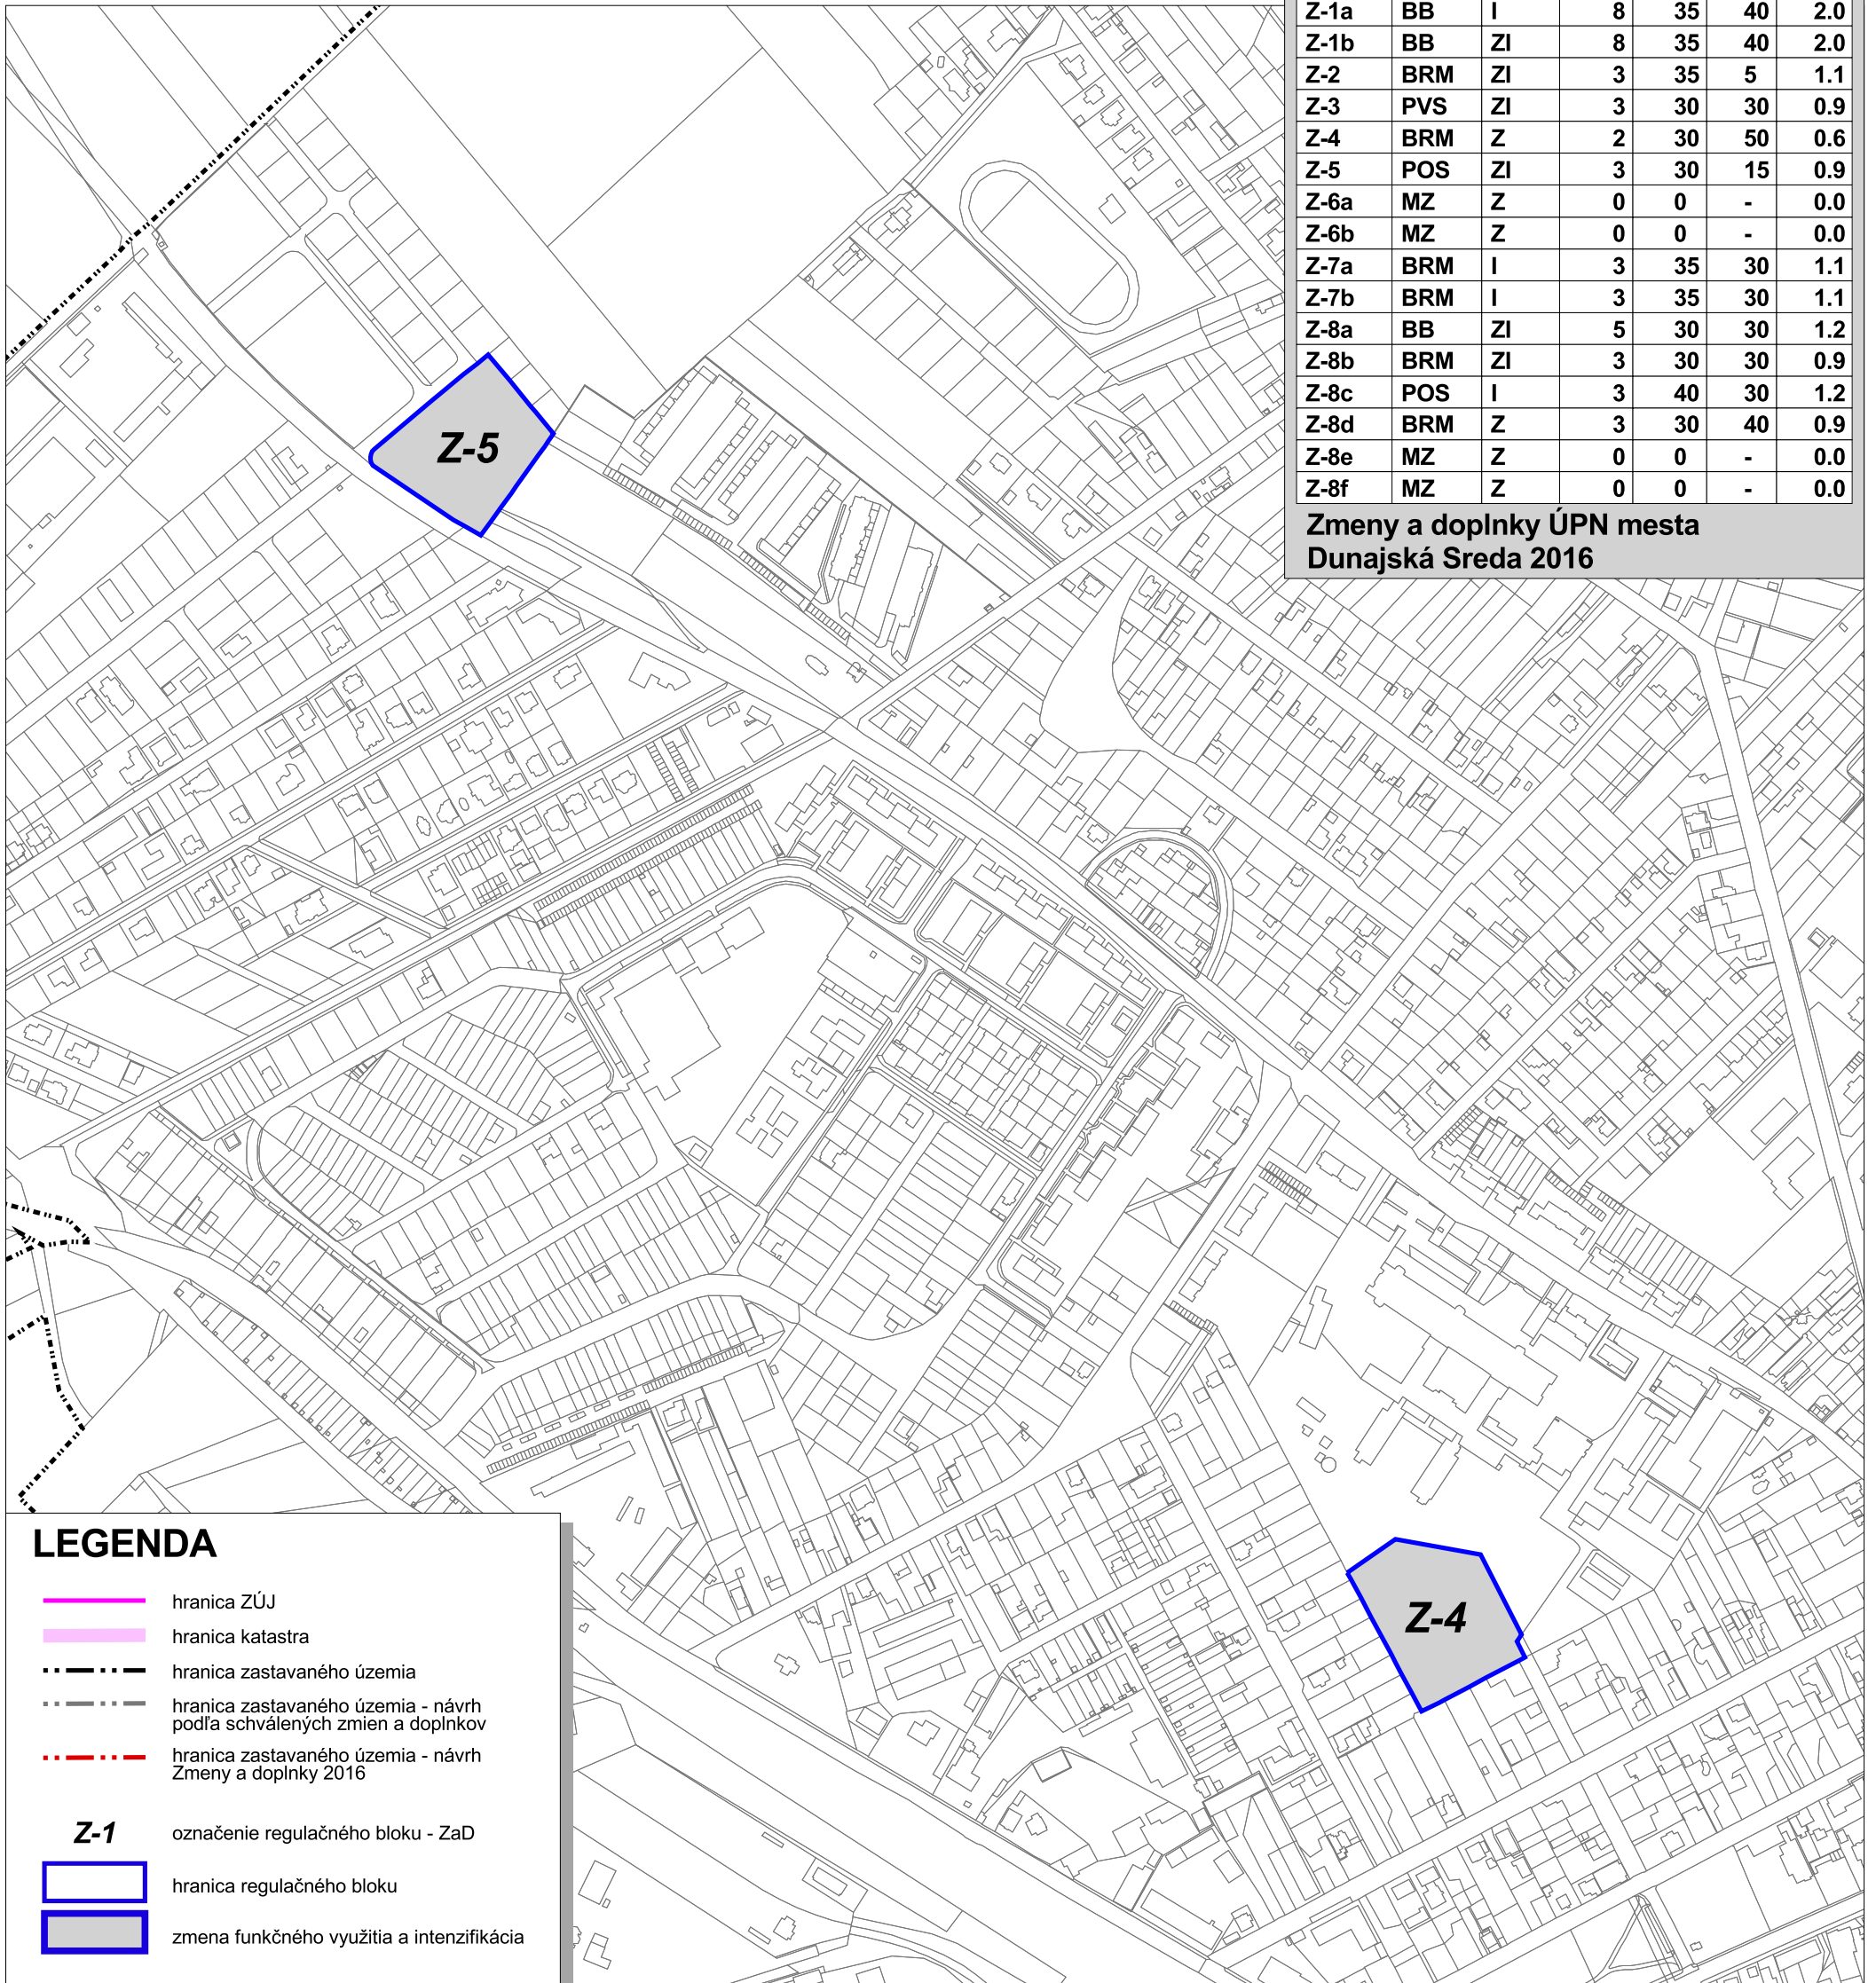 Z-1a BB I 8 35 40 2.0
Z-1b BB ZI 8 35 40 2.0
Z-2 BRM ZI 3 35 5 1.1
Z-3 PVS ZI 3 30 30 0.9
Z-4 BRM Z 2 30 50 0.6
Z-5 POS ZI 3 30 15 0.9
Z-6a MZ Z 0 0 - 0.0
Z-6b MZ Z 0 0 - 0.0
Z-7a BRM I 3 35 30 1.1
Z-7b BRM I 3 35 30 1.1
Z-8a BB ZI 5 30 30 1.2
Z-8b BRM ZI 3 30 30 0.9
Z-8c POS I 3 40 30 1.2
Z-8d BRM Z 3 30 40 0.9
Z-8e MZ Z 0 0 - 0.0
Z-8f MZ Z 0 0 - 0.0
Zmeny a doplnky ÚPN mesta
Dunajská Sreda 2016
Z-5
Z-4
LEGENDA
hranica ZÚJ
hranica katastra
hranica zastavaného územia
hranica zastavaného územia - návrh
podľa schválených zmien a doplnkov
hranica zastavaného územia - návrh
Zmeny a doplnky 2016
Z-1 označenie regulačného bloku - ZaD
hranica regulačného bloku
zmena funkčného využitia a intenzifikácia